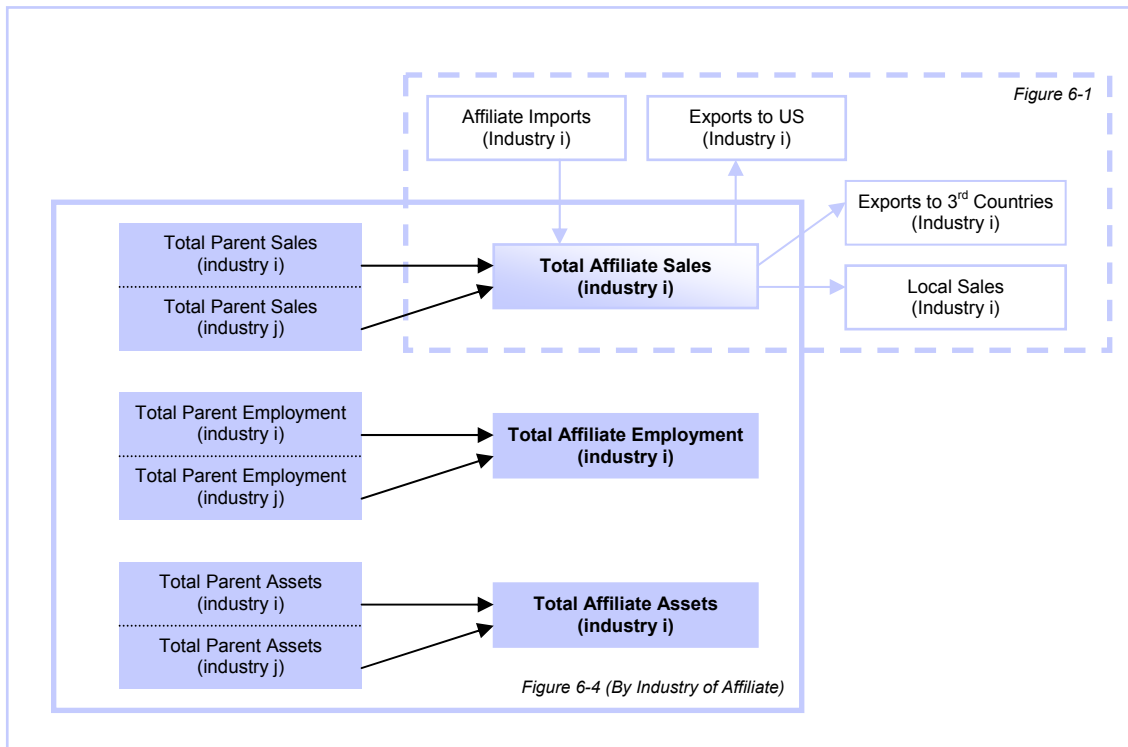 Figure 6-1
Affiliate Imports
(Industry i)
Exports to US
(Industry i)
Exports to 3rd Countries
(Industry i)
Total Parent Sales
(industry i)
Total Parent Sales
(industry j)
Total Affiliate Sales
(industry i)
Local Sales
(Industry i)
Total Parent Employment
(industry i)
Total Parent Employment
(industry j)
Total Affiliate Employment
(industry i)
Total Parent Assets
(industry i)
Total Parent Assets
(industry j)
Total Affiliate Assets
(industry i)
Figure 6-4 (By Industry of Affiliate)